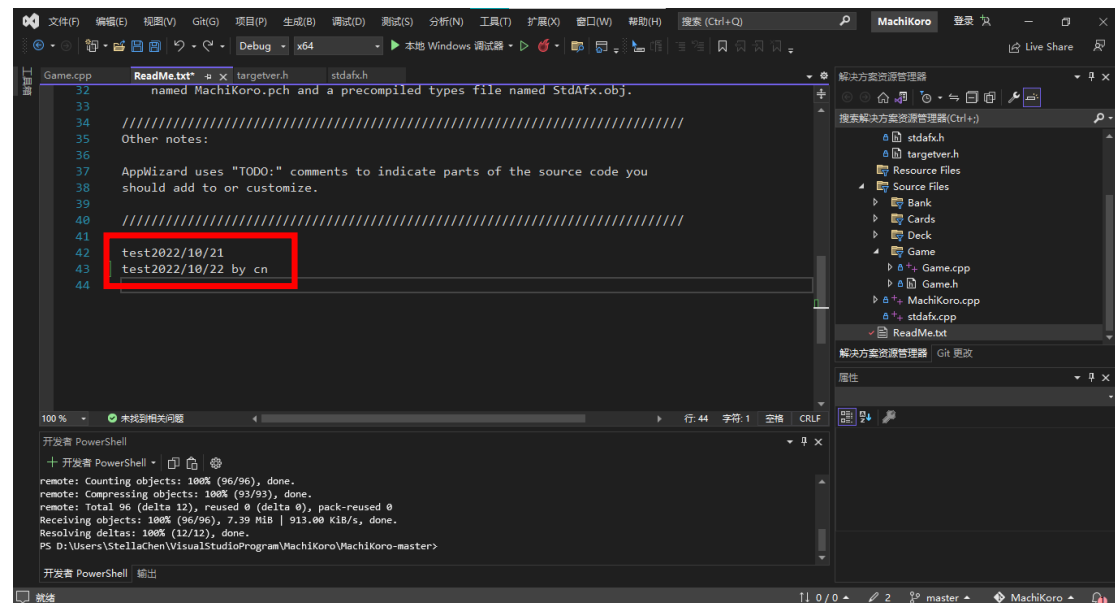 文件(F) 编辑(E) 视图(V) Git(G) 项目(P) 生成(B) 调试(D) 测试(S) 分析(N) 工具(T) 扩展(X) 窗口(W) 帮助(H) 搜索 (Ctrl+Q) MachiKoro 登录
Debug x64 本地 Windows 调试器 Live Share
工具箱
Game.cpp ReadMe.txt* targetver.h stdafx.h
32 named MachiKoro.pch and a precompiled types file named StdAfx.obj.
33
34 /////////////////////////////////////////////////////////////////////////////
35 Other notes:
36
37 AppWizard uses "TODO:" comments to indicate parts of the source code you
38 should add to or customize.
39
40 /////////////////////////////////////////////////////////////////////////////
41
42 test2022/10/21
43 test2022/10/22 by cn
44
100 % 未找到相关问题 行: 44 字符: 1 空格 CRLF
开发者 PowerShell
开发者 PowerShell
remote: Counting objects: 100% (96/96), done.
remote: Compressing objects: 100% (93/93), done.
remote: Total 96 (delta 12), reused 0 (delta 0), pack-reused 0
Receiving objects: 100% (96/96), 7.39 MiB | 913.00 KiB/s, done.
Resolving deltas: 100% (12/12), done.
PS D:\Users\StellaChen\VisualStudioProgram\MachiKoro\MachiKoro-master>
开发者 PowerShell 输出
解决方案资源管理器
搜索解决方案资源管理器(Ctrl+;)
stdafx.h
targetver.h
Resource Files
Source Files
Bank
Cards
Deck
Game
Game.cpp
Game.h
MachiKoro.cpp
stdafx.cpp
ReadMe.txt
解决方案资源管理器 Git 更改
属性
就绪 0 / 0 2 master MachiKoro